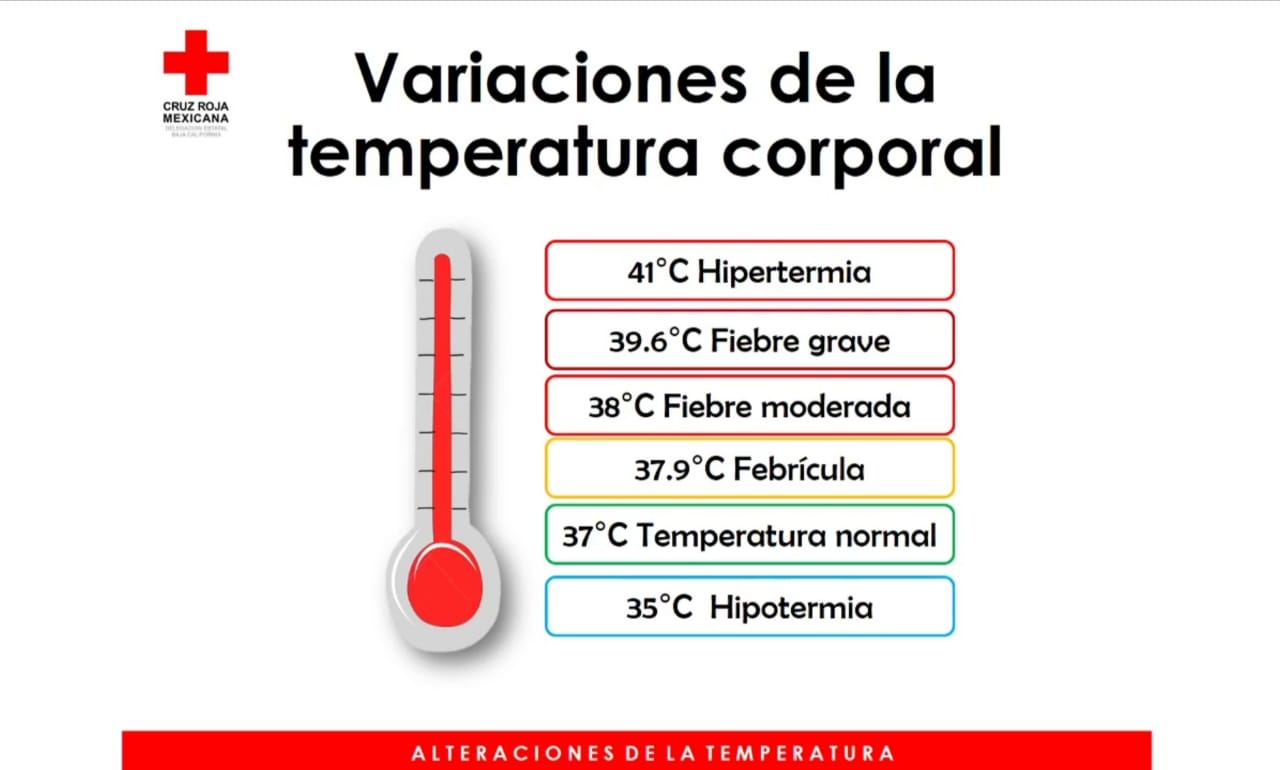 CRUZ ROJA
MEXICANA
DELEGACIÓN ESTATAL
BAJA CALIFORNIA
Variaciones de la
temperatura corporal
41°C Hipertermia
39.6°C Fiebre grave
38°C Fiebre moderada
37.9°C Febrícula
37°C Temperatura normal
35°C Hipotermia
ALTERACIONES DE LA TEMPERATURA